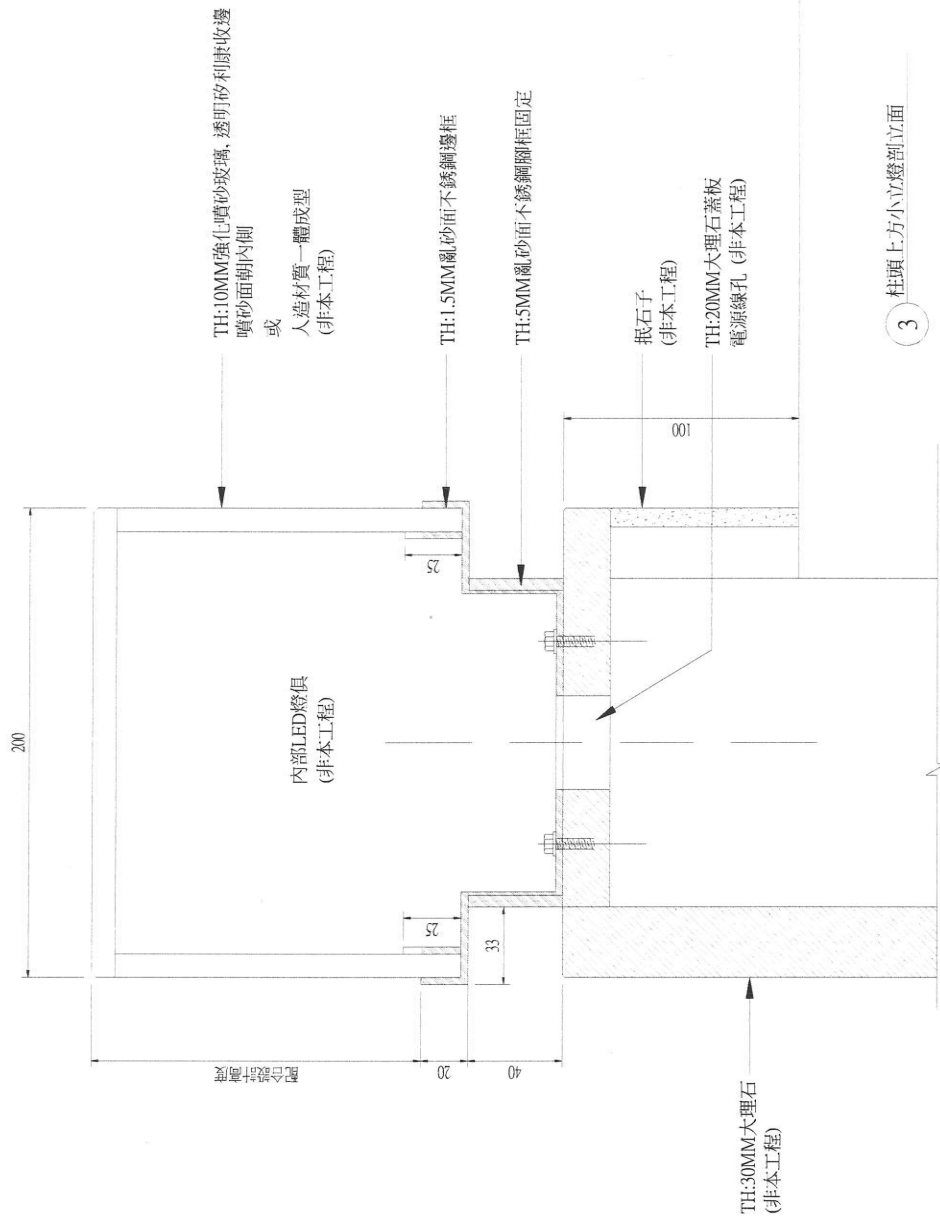 200
TH:10MM強化噴砂玻璃, 透明矽利康收邊
噴砂面朝內側
或
人造材質一體成型
(非本工程)
內部LED燈俱
(非本工程)
配合設計高度
25
25
TH:1.5MM亂砂面不銹鋼邊框
20
33
40
TH:5MM亂砂面不銹鋼腳框固定
抿石子
(非本工程)
100
TH:20MM大理石蓋板
電源線孔 (非本工程)
TH:30MM大理石
(非本工程)
3
柱頭上方小立燈剖立面